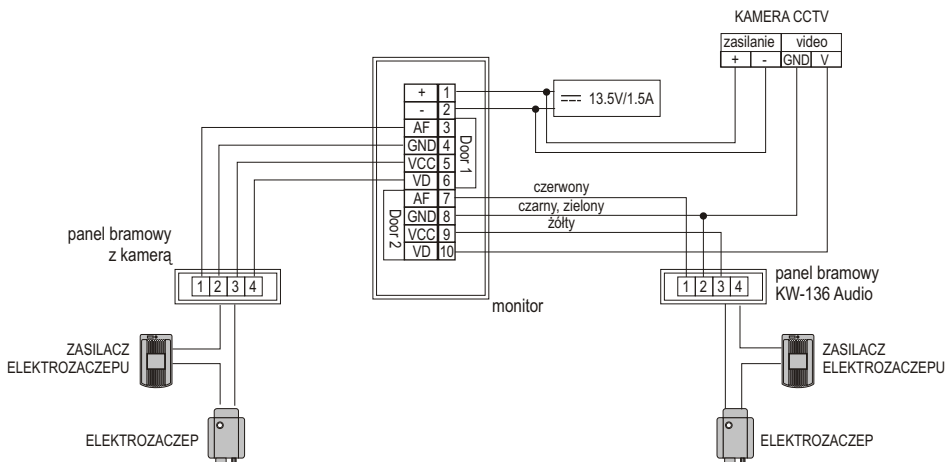 KAMERA CCTV
zasilanie video
+ - GND V
+ 1
- 2
AF 3
GND 4
VCC 5
VD 6
AF 7
GND 8
VCC 9
VD 10
Door 1
Door 2
13.5V/1.5A
czerwony
czarny, zielony
żółty
panel bramowy
z kamerą
1 2 3 4
monitor
1 2 3 4
panel bramowy
KW-136 Audio
ZASILACZ
ELEKTROZACZEPU
ELEKTROZACZEP
ZASILACZ
ELEKTROZACZEPU
ELEKTROZACZEP